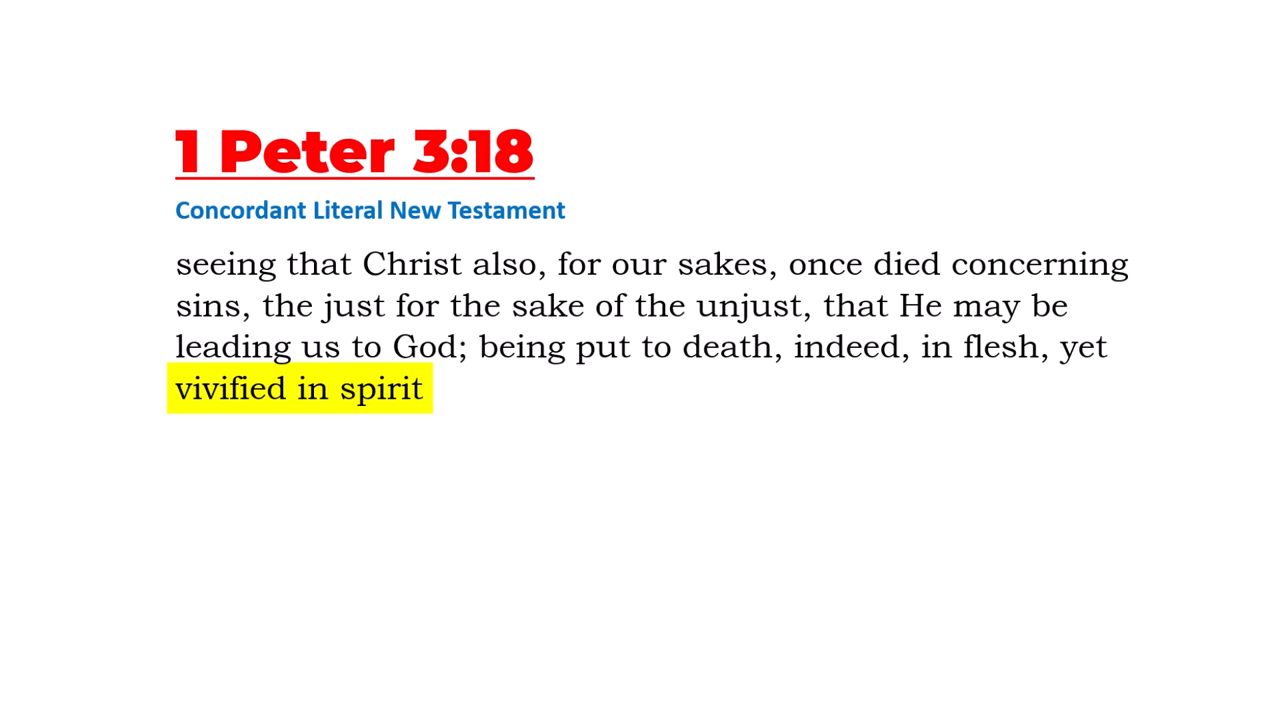 1 Peter 3:18
Concordant Literal New Testament
seeing that Christ also, for our sakes, once died concerning
sins, the just for the sake of the unjust, that He may be
leading us to God; being put to death, indeed, in flesh, yet
vivified in spirit